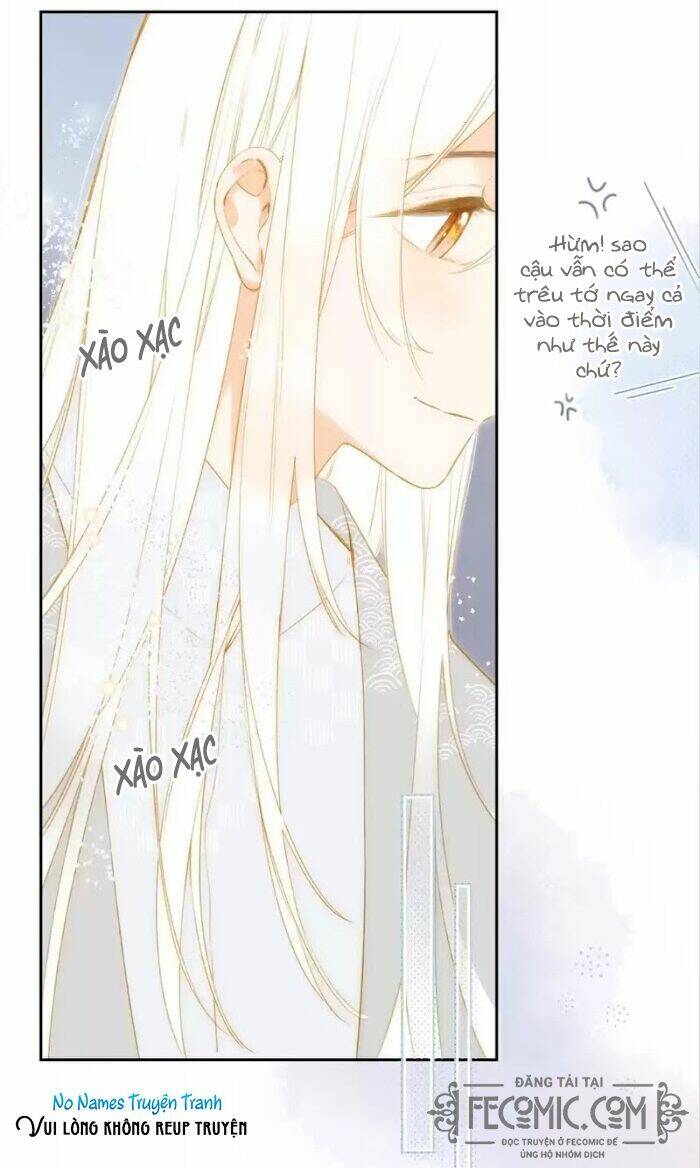 Hừm! sao
cậu vẫn có thể
trêu tớ ngay cả
vào thời điểm
như thế này
chứ?
XÀO XẠC
XÀO XẠC
No Names Truyện Tranh
VUI LÒNG KHÔNG REUP TRUYỆN
ĐĂNG TẢI TẠI
FECOMIC.COM
ĐỌC TRUYỆN Ở FECOMIC ĐỂ
ỦNG HỘ NHÓM DỊCH